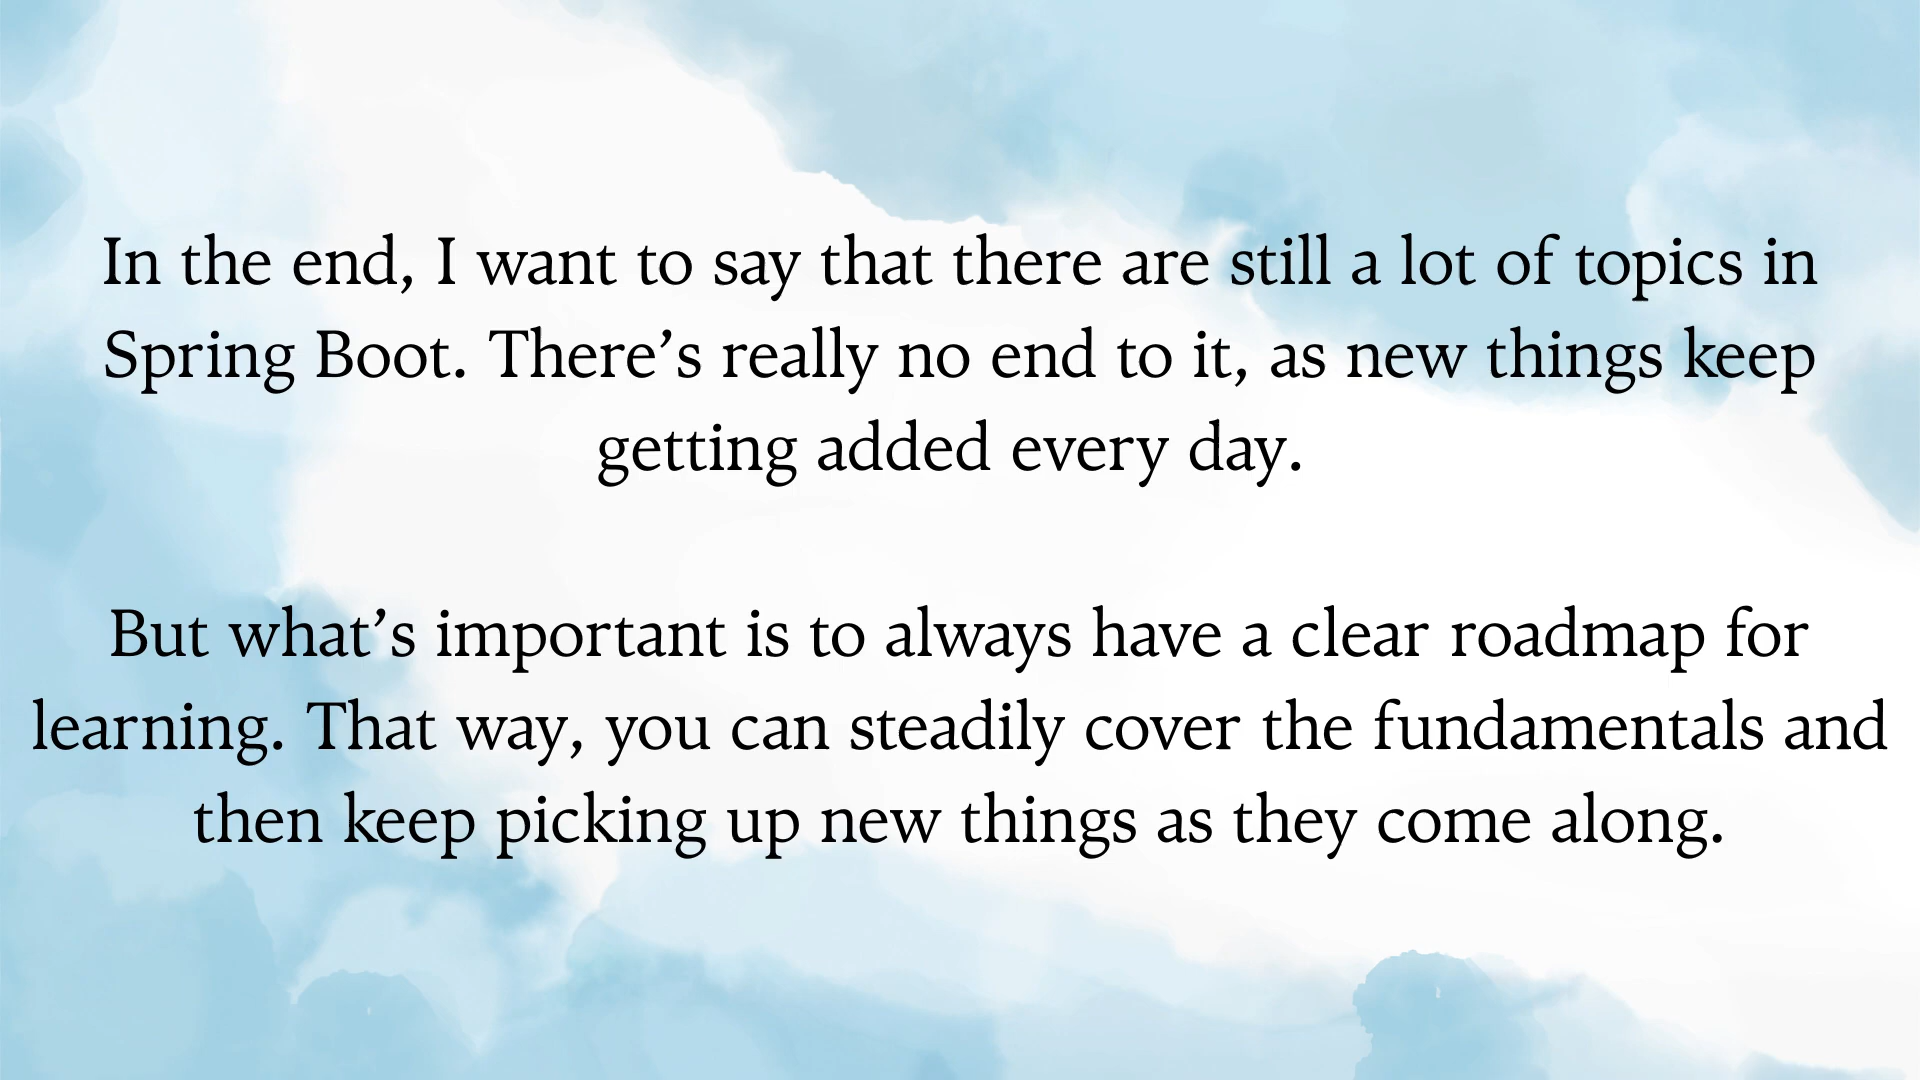 In the end, I want to say that there are still a lot of topics in
Spring Boot. There’s really no end to it, as new things keep
getting added every day.
But what’s important is to always have a clear roadmap for
learning. That way, you can steadily cover the fundamentals and
then keep picking up new things as they come along.